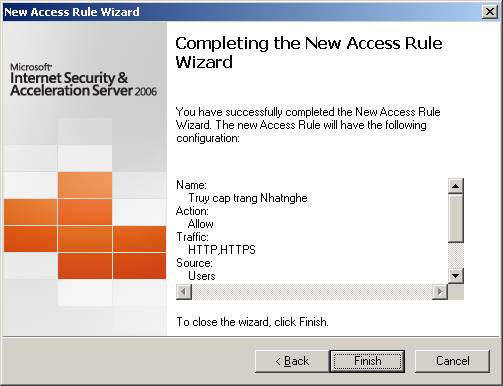 New Access Rule Wizard
Microsoft
Internet Security &
Acceleration Server 2006
Completing the New Access Rule
Wizard
You have successfully completed the New Access Rule
Wizard. The new Access Rule will have the following
configuration:
Name:
Truy cap trang Nhatnghe
Action:
Allow
Traffic:
HTTP,HTTPS
Source:
Users
To close the wizard, click Finish.
< Back
Finish
Cancel